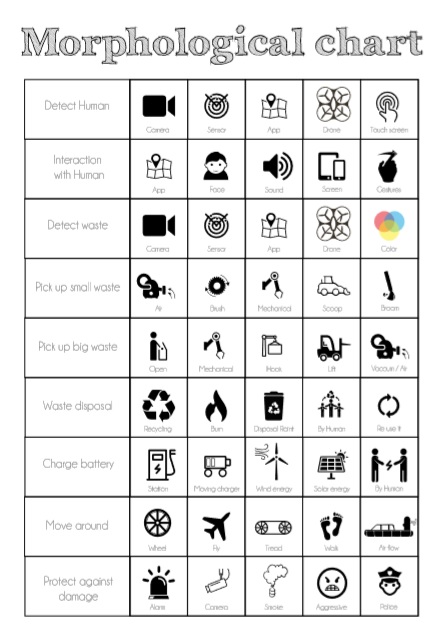 Morphological chart
Detect Human
Camera
Sensor
App
Drone
Touch screen
Interaction
with Human
App
Face
Sound
Screen
Gestures
Detect waste
Camera
Sensor
App
Drone
Color
Pick up small waste
Air
Brush
Mechanical
Scoop
Broom
Pick up big waste
Open
Mechanical
Hook
Lift
Vacuum / Air
Waste disposal
Recycling
Burn
Disposal Plant
By Human
Re use it
Charge battery
Station
Moving charger
Wind energy
Solar energy
By Human
Move around
Wheel
Fly
Tread
Walk
Air flow
Protect against
damage
Alarm
Camera
Smoke
Aggressive
Police